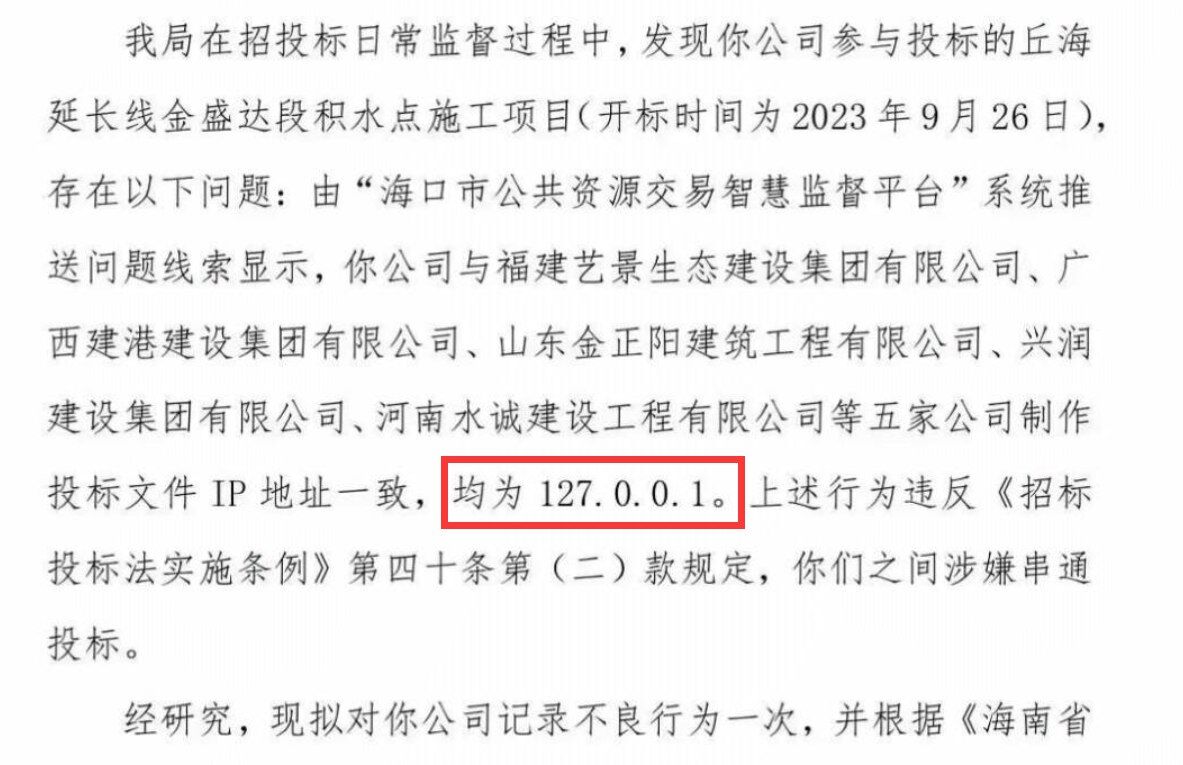 我局在招投标日常监督过程中，发现你公司参与投标的丘海
延长线金盛达段积水点施工项目（开标时间为 2023 年 9 月 26 日），
存在以下问题：由“海口市公共资源交易智慧监督平台”系统推
送问题线索显示，你公司与福建艺景生态建设集团有限公司、广
西建港建设集团有限公司、山东金正阳建筑工程有限公司、兴润
建设集团有限公司、河南水诚建设工程有限公司等五家公司制作
投标文件 IP 地址一致，均为 127.0.0.1。上述行为违反《招标
投标法实施条例》第四十条第（二）款规定，你们之间涉嫌串通
投标。
经研究，现拟对你公司记录不良行为一次，并根据《海南省